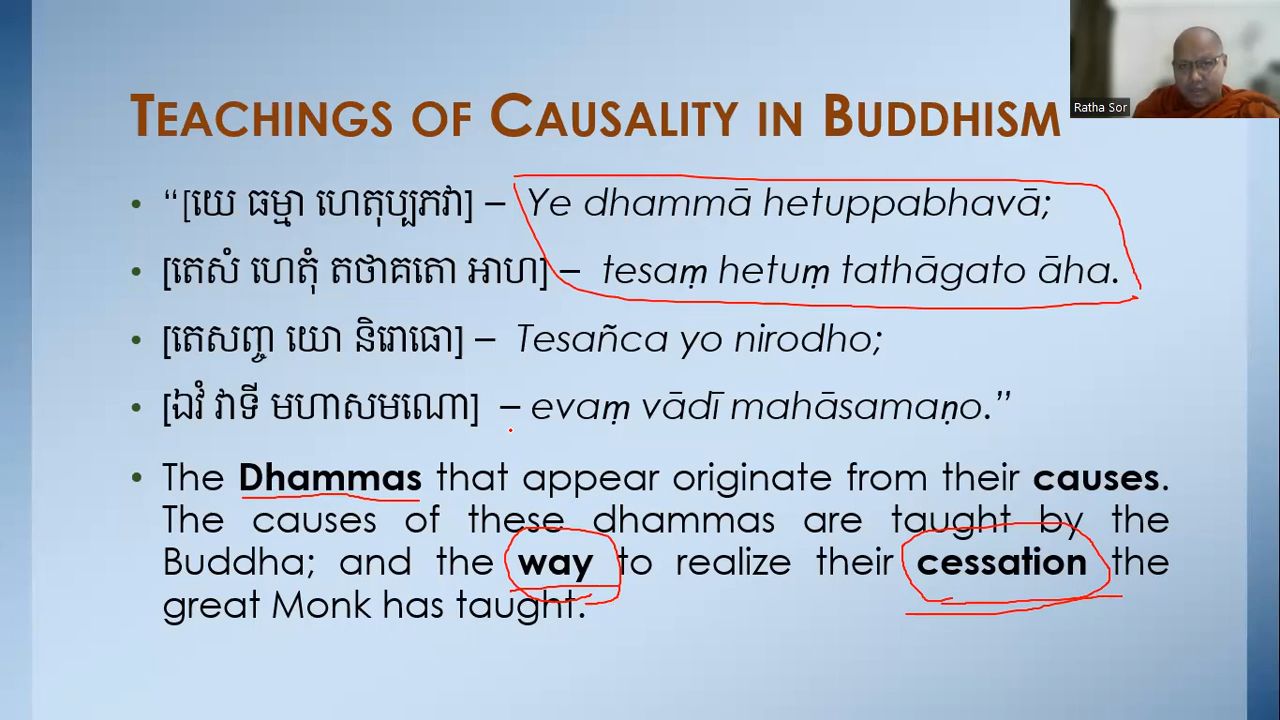 TEACHINGS OF CAUSALITY IN BUDDHISM
Ratha Sor
• “[យេ ធម្មា ហេតុប្បភវា] – Ye dhammā hetuppabhavā;
• [តេសំ ហេតុំ តថាគតោ អាហ] – tesaṃ hetuṃ tathāgato āha.
• [តេសញ្ច យោ និរោធោ] – Tesañca yo nirodho;
• [ឯវំ វាទី មហាសមណោ] – evaṃ vādī mahāsamaṇo.”
• The Dhammas that appear originate from their causes.
The causes of these dhammas are taught by the
Buddha; and the way to realize their cessation the
great Monk has taught.